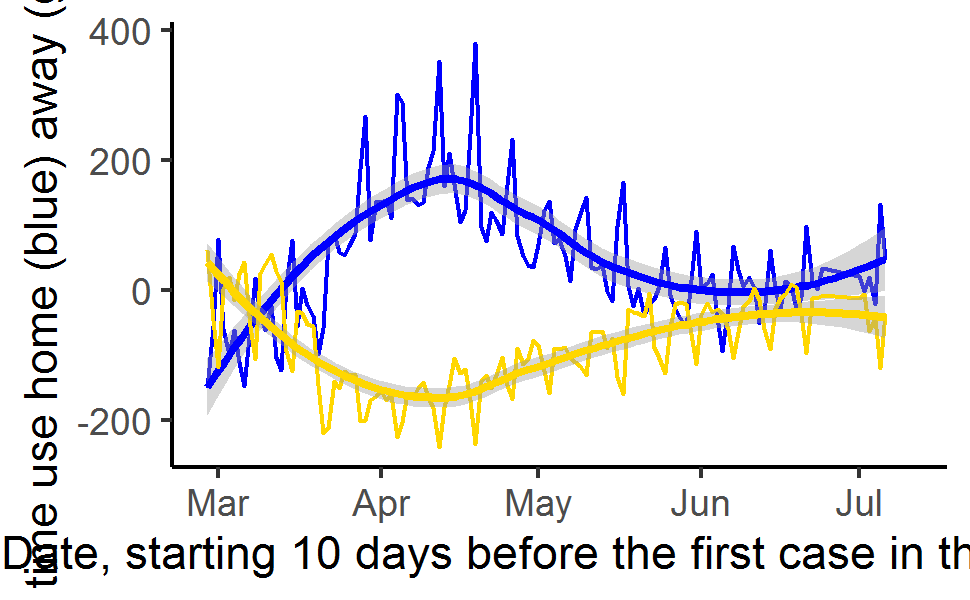 time use home (blue) away (
400
200
0
-200
Mar Apr May Jun Jul
Date, starting 10 days before the first case in th